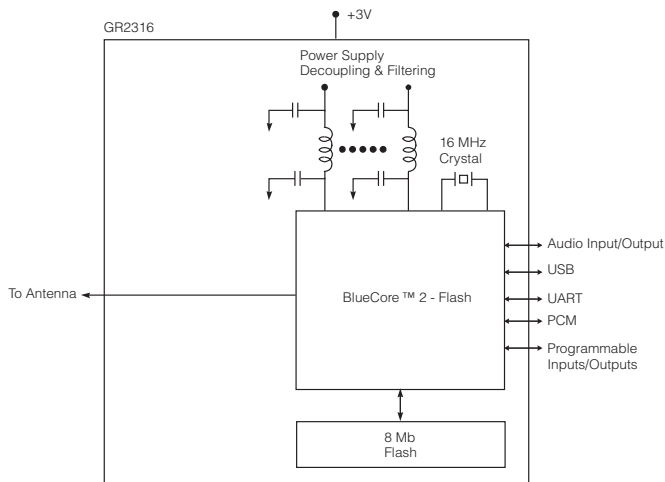 +3V
GR2316
Power Supply
Decoupling & Filtering
16 MHz
Crystal
Audio Input/Output
USB
To Antenna
BlueCore ™ 2 - Flash
UART
PCM
Programmable
Inputs/Outputs
8 Mb
Flash